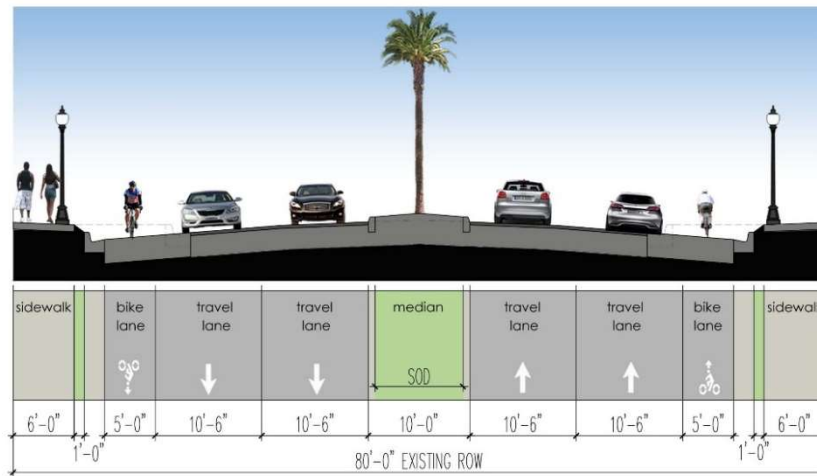 sidewalk
bike
lane
travel
lane
travel
lane
median
SOD
travel
lane
travel
lane
bike
lane
sidewalk
6'-0"
5'-0"
10'-6"
10'-6"
10'-0"
10'-6"
10'-6"
5'-0"
6'-0"
1'-0"
1'-0"
80'-0" EXISTING ROW